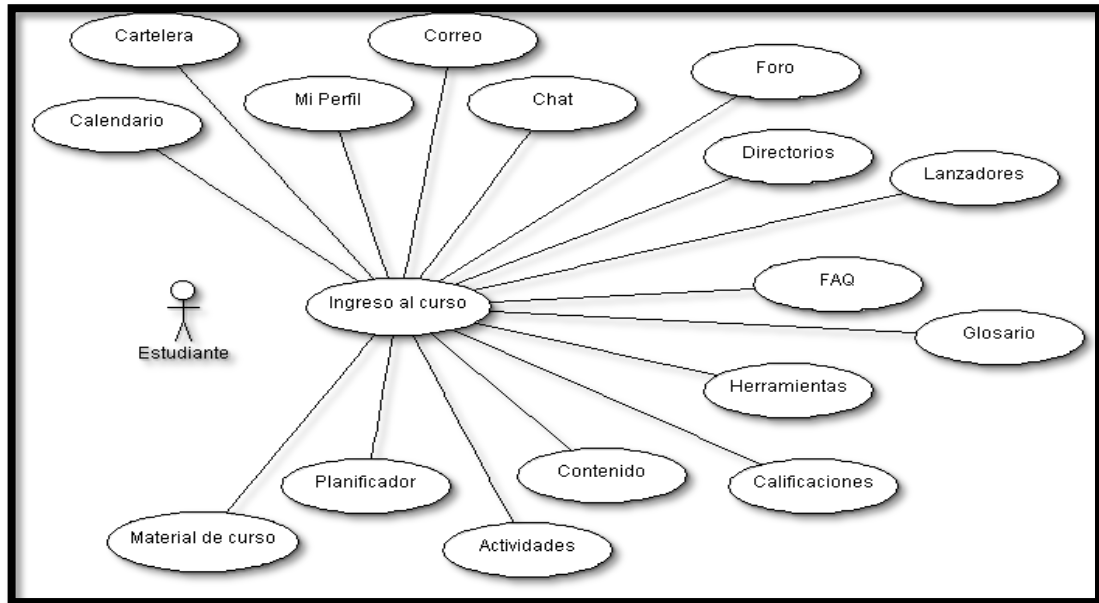 Cartelera
Correo
Foro
Mi Perfil
Chat
Calendario
Directorios
Lanzadores
FAQ
Ingreso al curso
Glosario
Estudiante
Herramientas
Contenido
Planificador
Calificaciones
Material de curso
Actividades